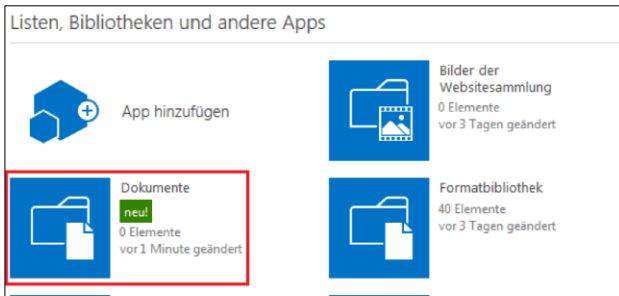 Listen, Bibliotheken und andere Apps
App hinzufügen
Bilder der
Websitesammlung
0 Elemente
vor 3 Tagen geändert
Dokumente
neu!
0 Elemente
vor 1 Minute geändert
Formatbibliothek
40 Elemente
vor 3 Tagen geändert